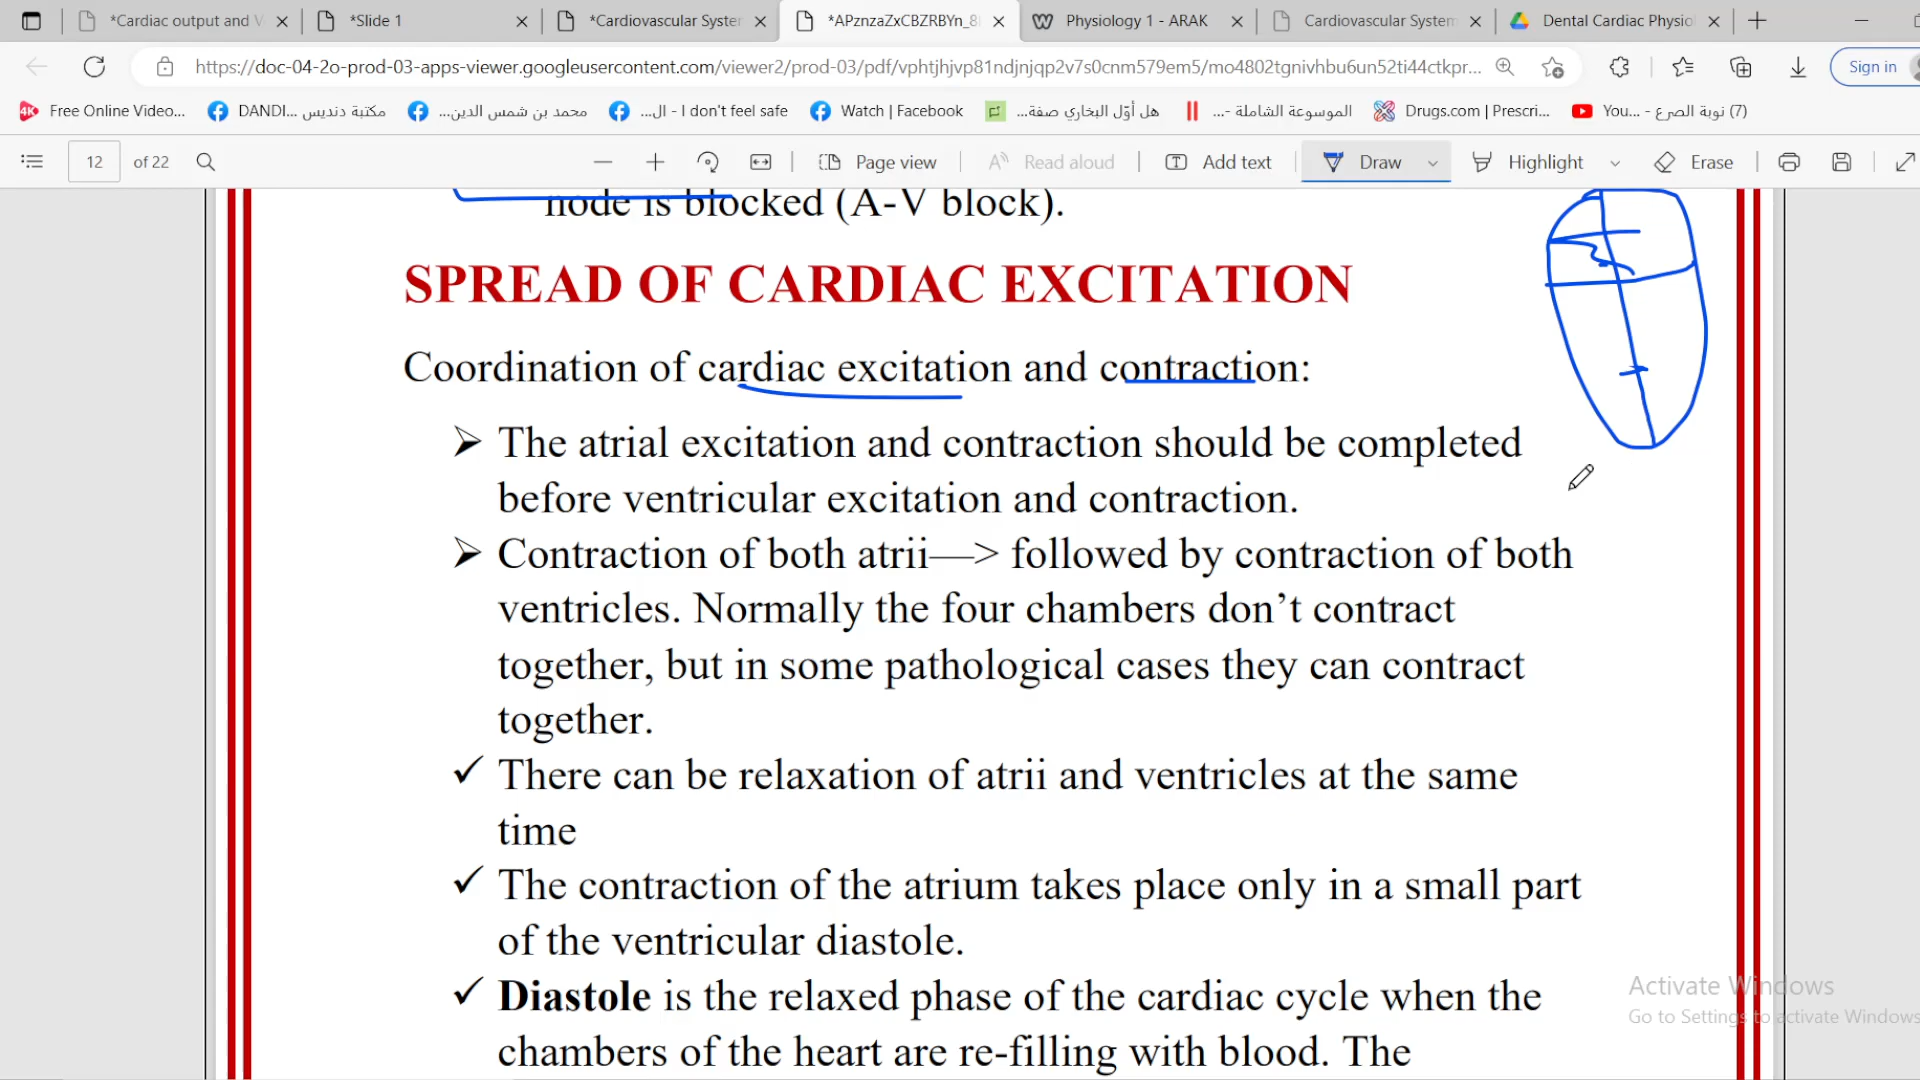 *Cardiac output and V
*Slide 1
*Cardiovascular System
*APznzaZxCBZRBYn_8
Physiology 1 - ARAK
Cardiovascular System
Dental Cardiac Physiol
https://doc-04-2o-prod-03-apps-viewer.googleusercontent.com/viewer2/prod-03/pdf/vphtjhjvp81ndjnjqp2v7s0cnm579em5/mo4802tgnivhbu6un52ti44ctkpr...
Sign in
4K Free Online Video...
مكتبة دنديس ...DANDI
محمد بن شمس الدين...
ال... - I don't feel safe
Watch | Facebook
هل أوّل البخاري صفة...
الموسوعة الشاملة -...
Drugs.com | Prescri...
(7) نوبة الصرع - ...You
12 of 22
Page view
Read aloud
Add text
Draw
Highlight
Erase
node is blocked (A-V block).
SPREAD OF CARDIAC EXCITATION
Coordination of cardiac excitation and contraction:
➤ The atrial excitation and contraction should be completed
before ventricular excitation and contraction.
➤ Contraction of both atrii—> followed by contraction of both
ventricles. Normally the four chambers don’t contract
together, but in some pathological cases they can contract
together.
✓ There can be relaxation of atrii and ventricles at the same
time
✓ The contraction of the atrium takes place only in a small part
of the ventricular diastole.
✓ Diastole is the relaxed phase of the cardiac cycle when the
chambers of the heart are re-filling with blood. The
Activate Windows
Go to Settings to activate Windows